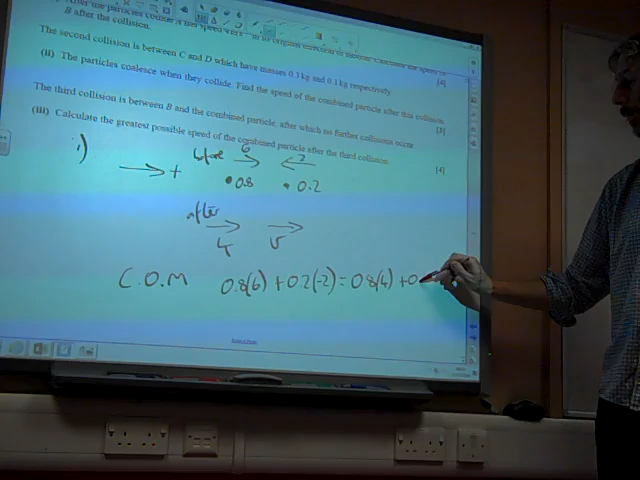 B after the collision.
The second collision is between C and D which have masses 0.3 kg and 0.1 kg respectively.
(ii) The particles coalesce when they collide. Find the speed of the combined particle after this collision.
[4]
[3]
The third collision is between B and the combined particle, after which no further collisions occur.
(iii) Calculate the greatest possible speed of the combined particle after the third collision.
[4]
i)
→ +
before 6 → 2 ←
• 0.8 • 0.2
after → →
4 v
C.O.M 0.8(6) + 0.2(-2) = 0.8(4) + 0.